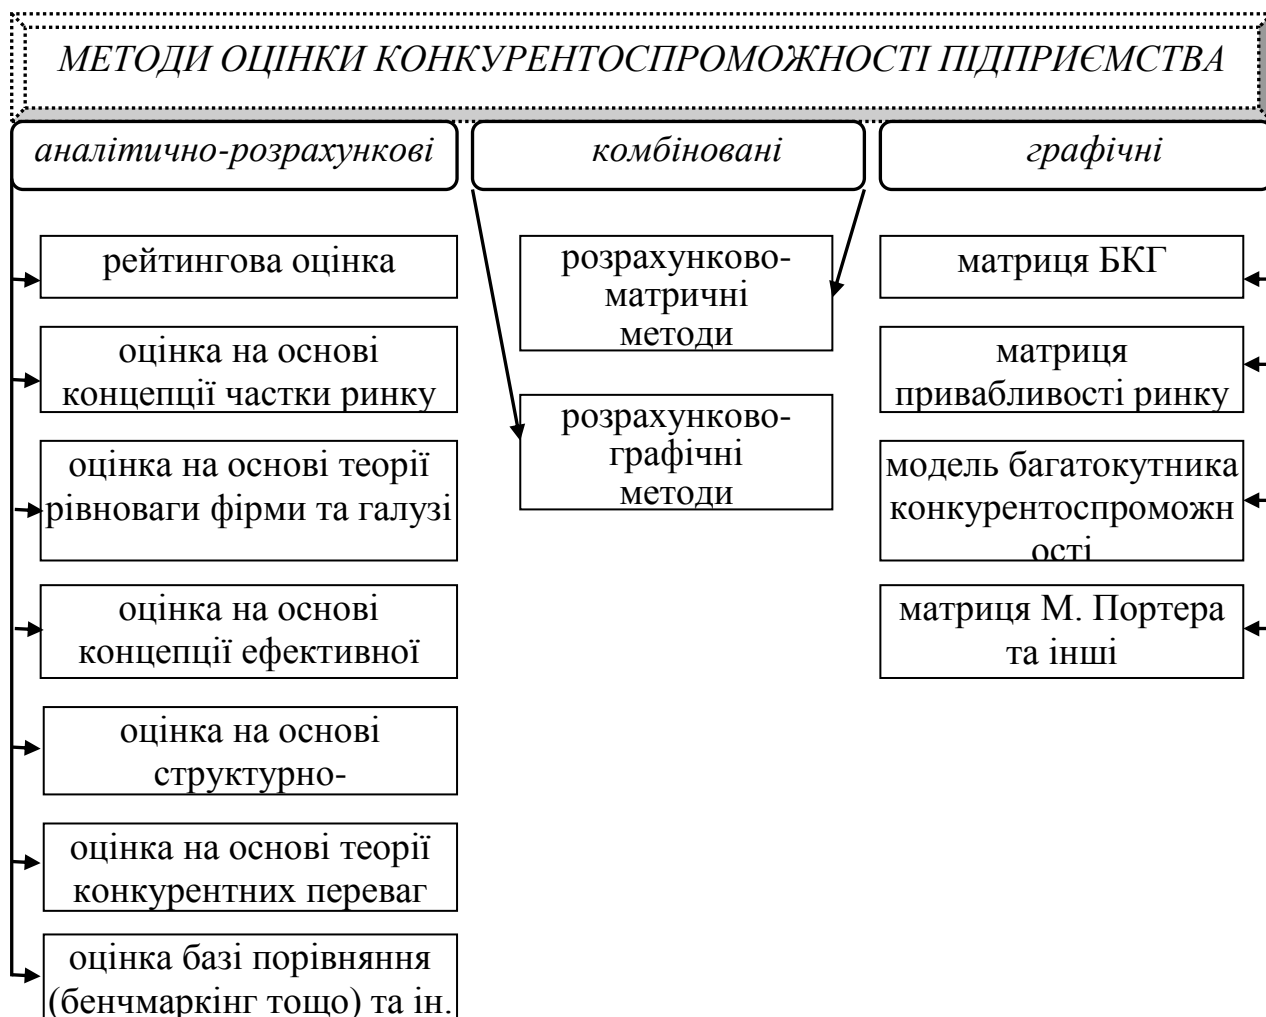 МЕТОДИ ОЦІНКИ КОНКУРЕНТОСПРОМОЖНОСТІ ПІДПРИЄМСТВА
аналітично-розрахункові
рейтингова оцінка
оцінка на основі
концепції частки ринку
оцінка на основі теорії
рівноваги фірми та галузі
оцінка на основі
концепції ефективної
оцінка на основі
структурно-
оцінка на основі теорії
конкурентних переваг
оцінка базі порівняння
(бенчмаркінг тощо) та ін.
комбіновані
розрахунково-
матричні
методи
розрахунково-
графічні
методи
графічні
матриця БКГ
матриця
привабливості ринку
модель багатокутника
конкурентоспроможн
ості
матриця М. Портера
та інші